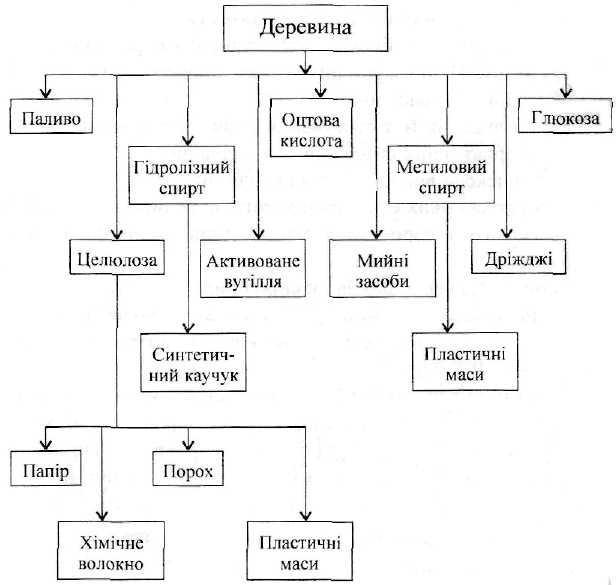 Деревина
Паливо
Оцтова
кислота
Глюкоза
Гідролізний
спирт
Метиловий
спирт
Целюлоза
Активоване
вугілля
Мийні
засоби
Дріжджі
Синтетич-
ний каучук
Пластичні
маси
Папір
Порох
Хімічне
волокно
Пластичні
маси